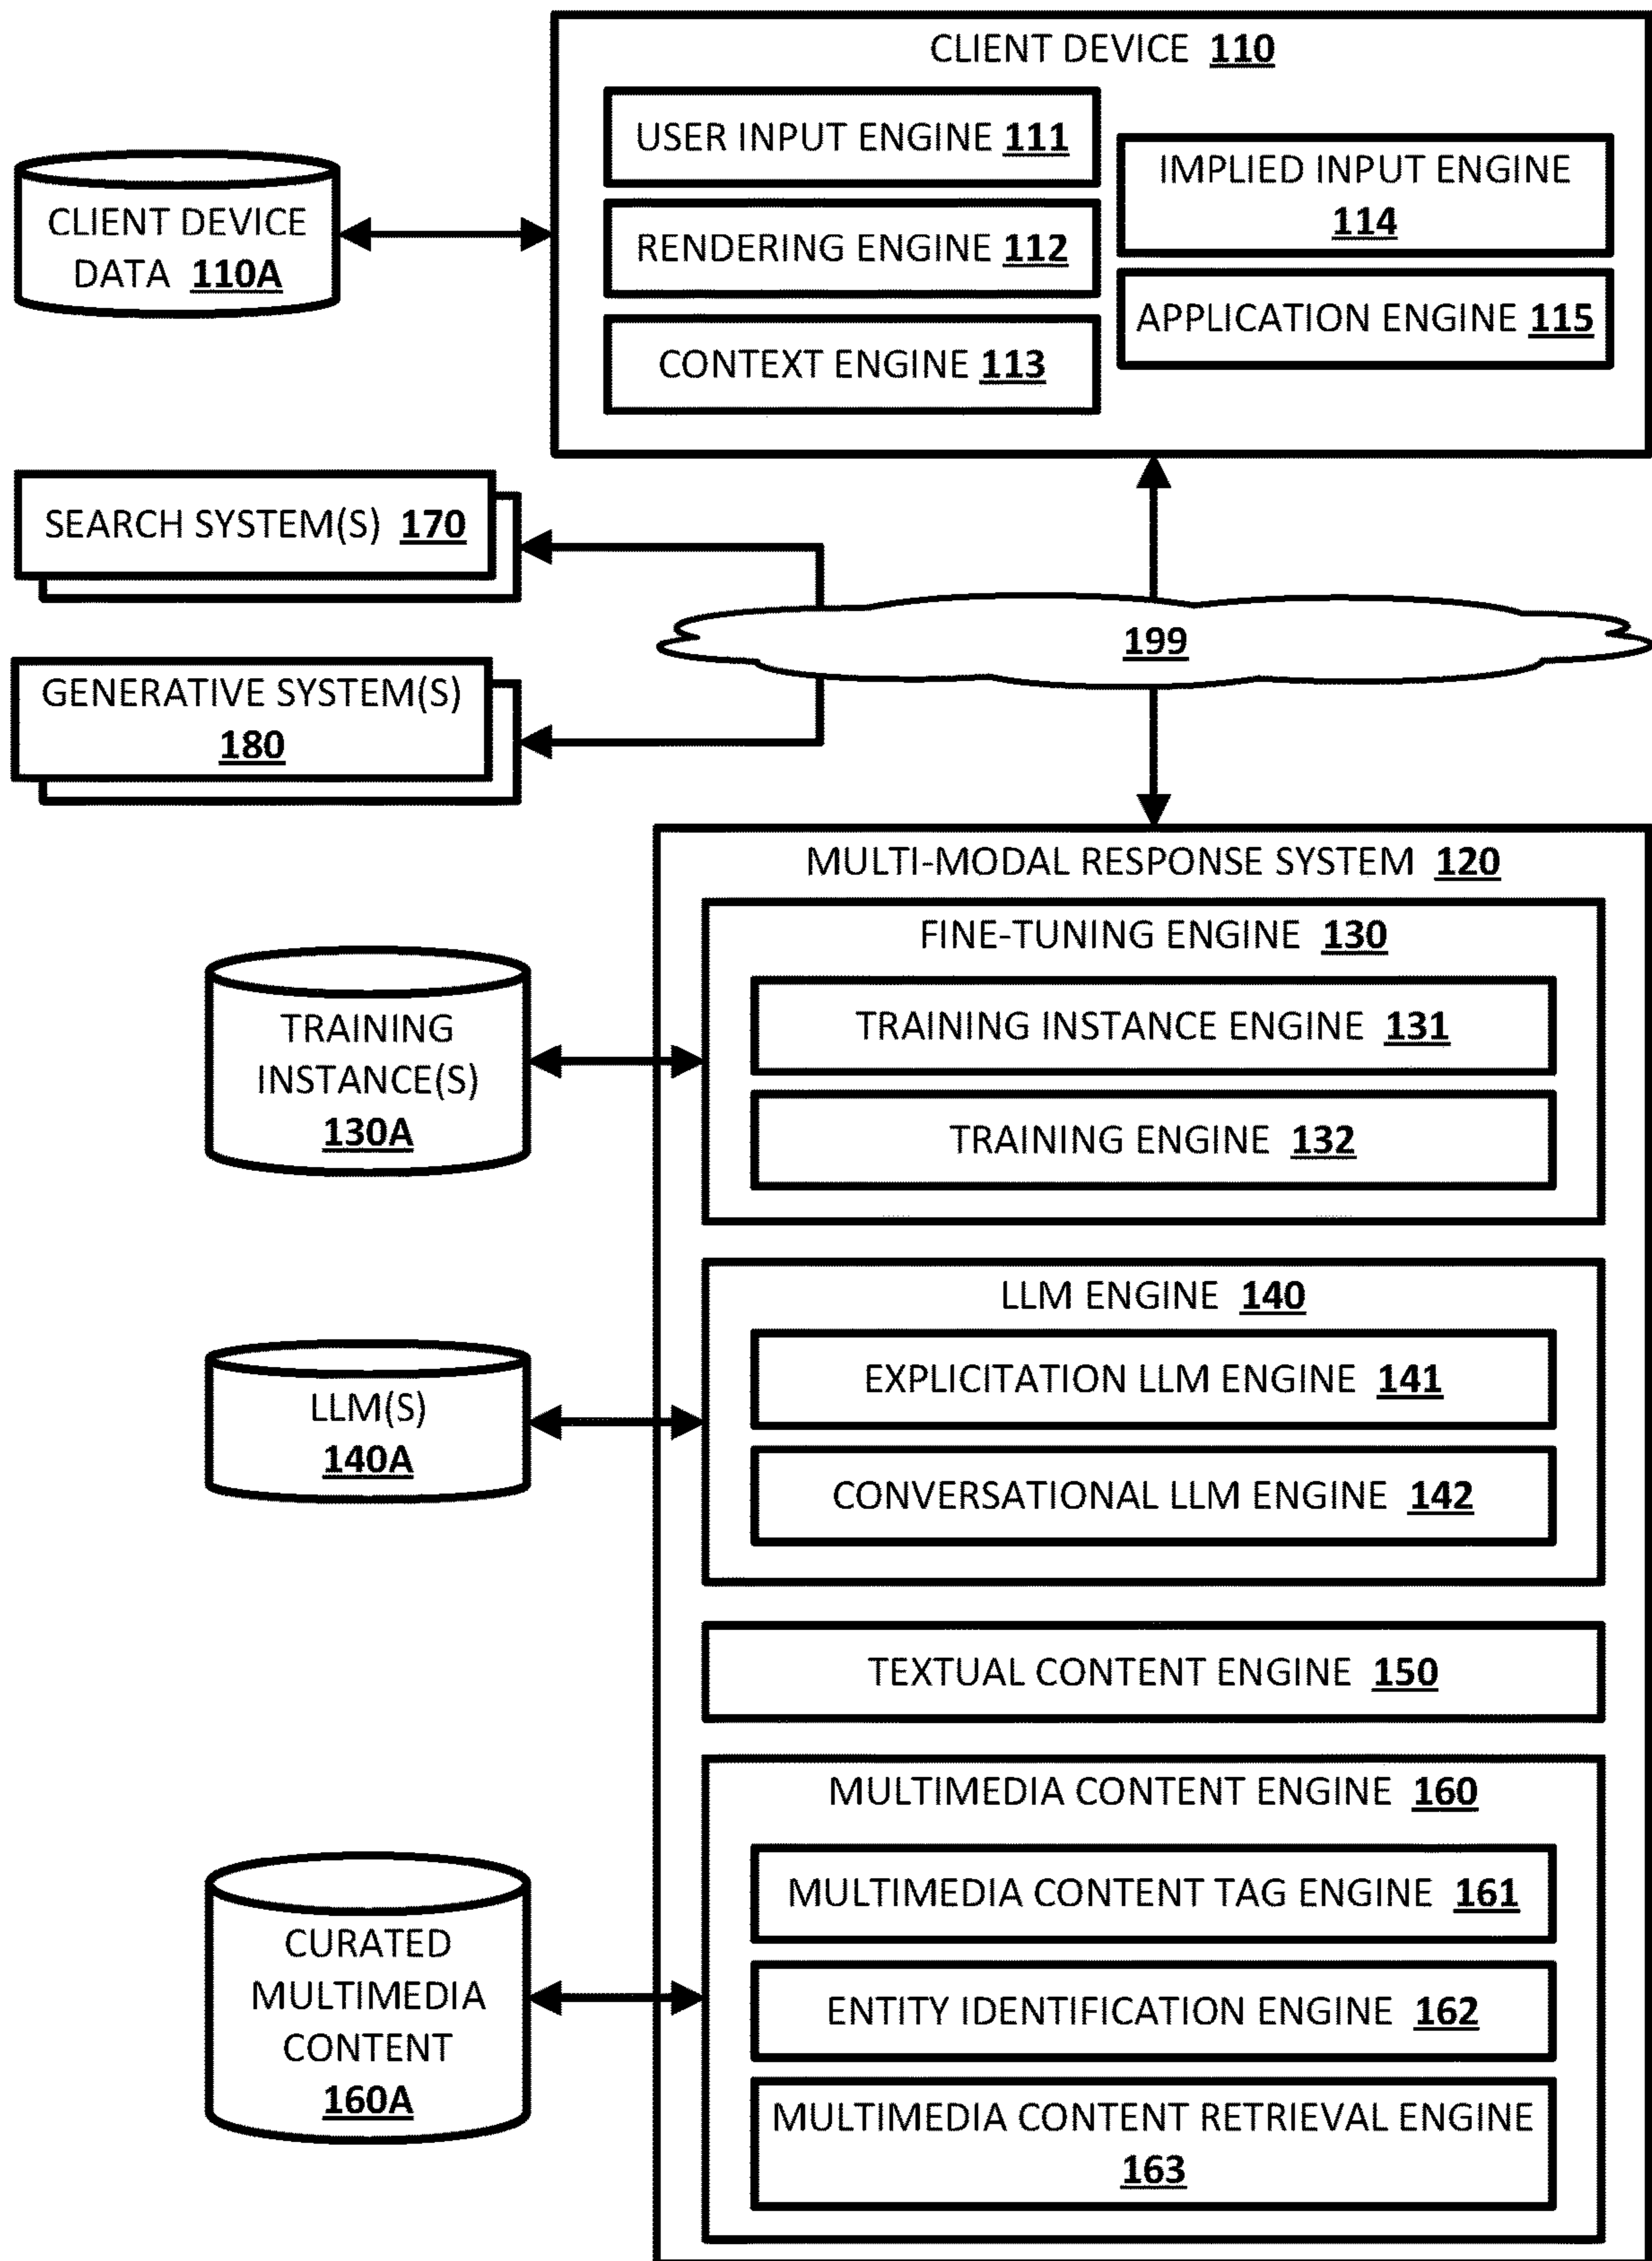 CLIENT DEVICE 110
USER INPUT ENGINE 111
RENDERING ENGINE 112
CONTEXT ENGINE 113
IMPLIED INPUT ENGINE
114
APPLICATION ENGINE 115
CLIENT DEVICE
DATA 110A
SEARCH SYSTEM(S) 170
GENERATIVE SYSTEM(S)
180
199
MULTI-MODAL RESPONSE SYSTEM 120
FINE-TUNING ENGINE 130
TRAINING INSTANCE ENGINE 131
TRAINING ENGINE 132
TRAINING
INSTANCE(S)
130A
LLM ENGINE 140
EXPLICITATION LLM ENGINE 141
CONVERSATIONAL LLM ENGINE 142
LLM(S)
140A
TEXTUAL CONTENT ENGINE 150
MULTIMEDIA CONTENT ENGINE 160
MULTIMEDIA CONTENT TAG ENGINE 161
ENTITY IDENTIFICATION ENGINE 162
MULTIMEDIA CONTENT RETRIEVAL ENGINE
163
CURATED
MULTIMEDIA
CONTENT
160A